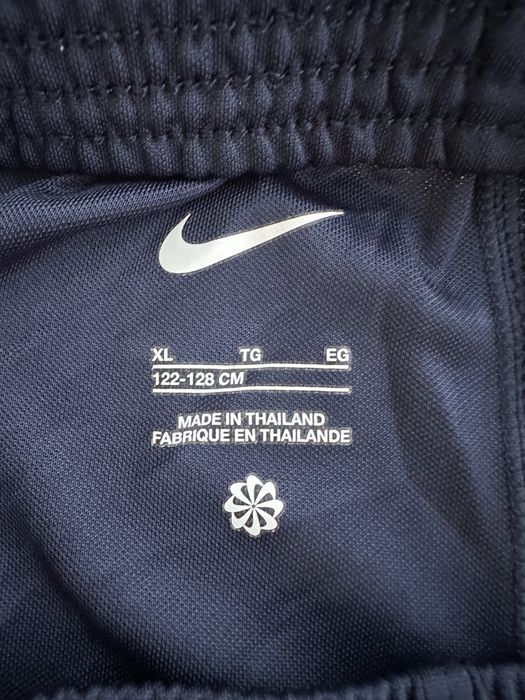 XL TG EG
122-128 CM
MADE IN THAILAND
FABRIQUE EN THAILANDE